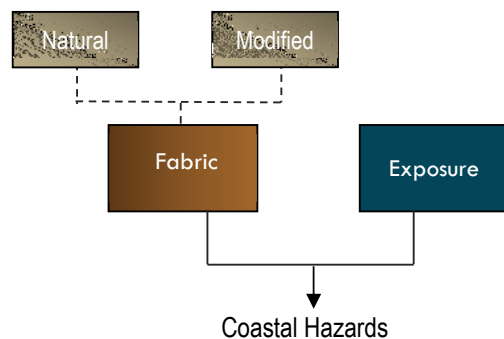 Natural
Modified
Fabric
Exposure
Coastal Hazards